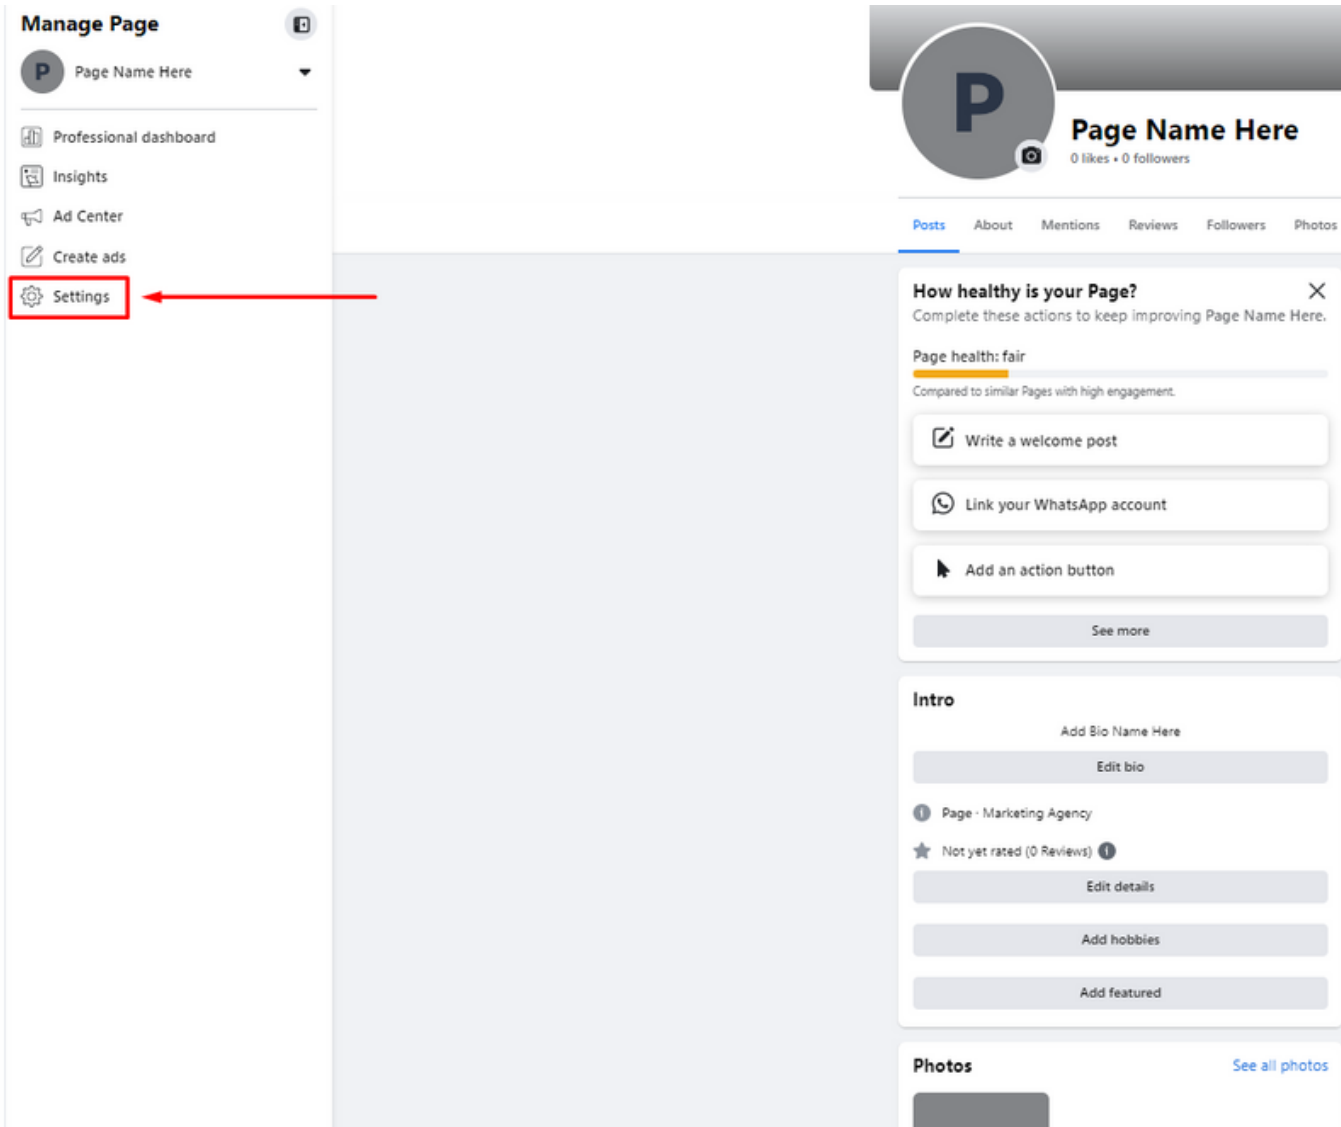 Manage Page
P
Page Name Here
Professional dashboard
Insights
Ad Center
Create ads
Settings
P
Page Name Here
0 likes • 0 followers
Posts About Mentions Reviews Followers Photos
How healthy is your Page?
Complete these actions to keep improving Page Name Here.
Page health: fair
Compared to similar Pages with high engagement.
Write a welcome post
Link your WhatsApp account
Add an action button
See more
Intro
Add Bio Name Here
Edit bio
Page · Marketing Agency
Not yet rated (0 Reviews)
Edit details
Add hobbies
Add featured
Photos See all photos